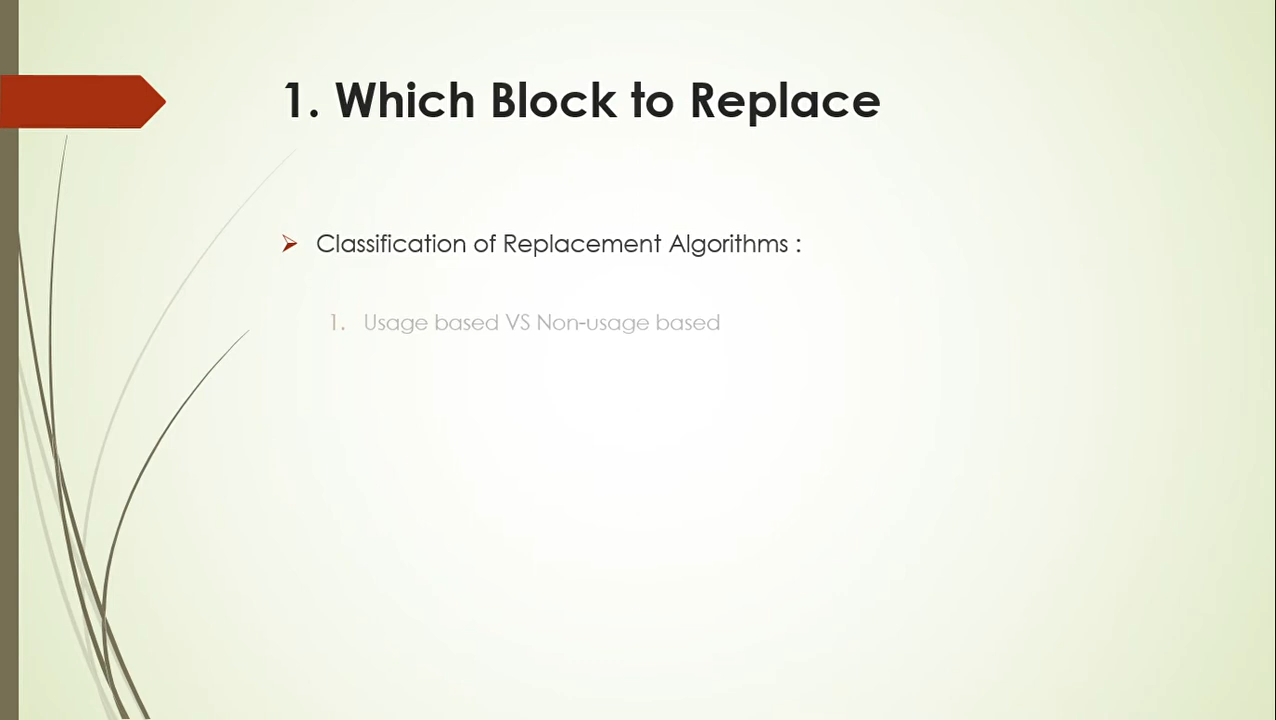 1. Which Block to Replace
➢ Classification of Replacement Algorithms :
1. Usage based VS Non-usage based